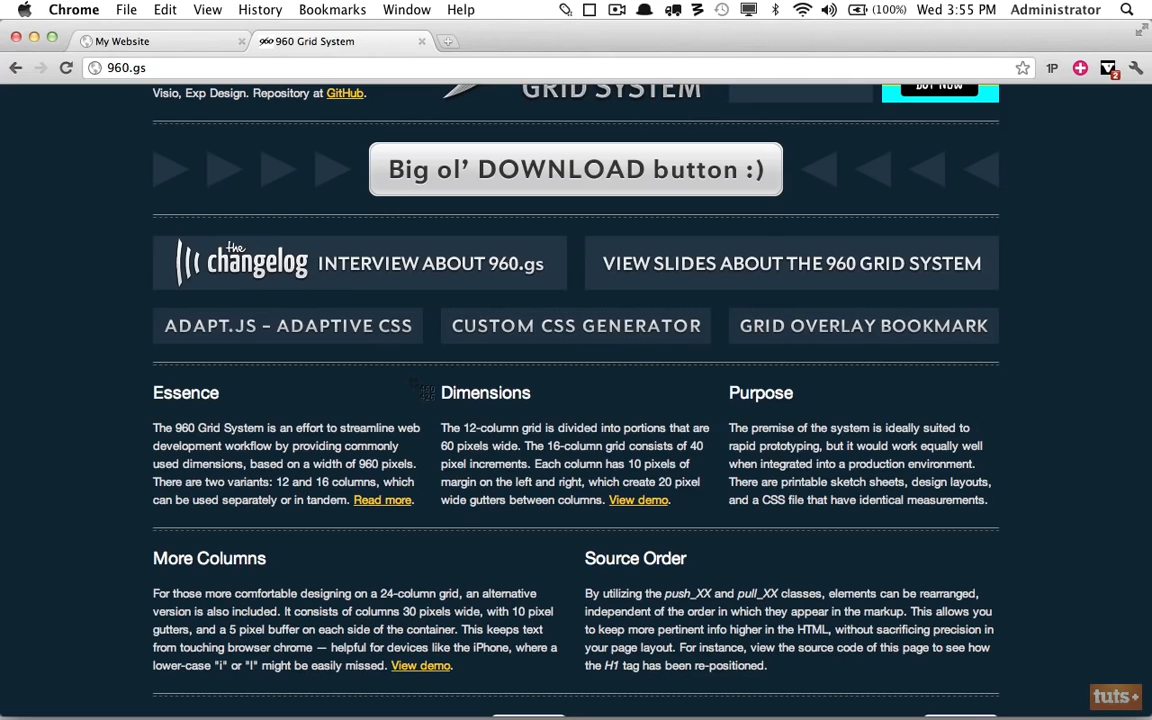 Chrome File Edit View History Bookmarks Window Help (100%) Wed 3:55 PM Administrator
My Website 960 960 Grid System
960.gs 1P 2
Visio, Exp Design. Repository at GitHub.
GRID SYSTEM
BUY NOW
Big ol’ DOWNLOAD button :)
the changelog INTERVIEW ABOUT 960.gs
VIEW SLIDES ABOUT THE 960 GRID SYSTEM
ADAPT.JS – ADAPTIVE CSS
CUSTOM CSS GENERATOR
GRID OVERLAY BOOKMARK
Essence
The 960 Grid System is an effort to streamline web
development workflow by providing commonly
used dimensions, based on a width of 960 pixels.
There are two variants: 12 and 16 columns, which
can be used separately or in tandem. Read more.
Dimensions
The 12-column grid is divided into portions that are
60 pixels wide. The 16-column grid consists of 40
pixel increments. Each column has 10 pixels of
margin on the left and right, which create 20 pixel
wide gutters between columns. View demo.
Purpose
The premise of the system is ideally suited to
rapid prototyping, but it would work equally well
when integrated into a production environment.
There are printable sketch sheets, design layouts,
and a CSS file that have identical measurements.
More Columns
For those more comfortable designing on a 24-column grid, an alternative
version is also included. It consists of columns 30 pixels wide, with 10 pixel
gutters, and a 5 pixel buffer on each side of the container. This keeps text
from touching browser chrome — helpful for devices like the iPhone, where a
lower-case "i" or "l" might be easily missed. View demo.
Source Order
By utilizing the push_XX and pull_XX classes, elements can be rearranged,
independent of the order in which they appear in the markup. This allows you
to keep more pertinent info higher in the HTML, without sacrificing precision in
your page layout. For instance, view the source code of this page to see how
the H1 tag has been re-positioned.
tuts+